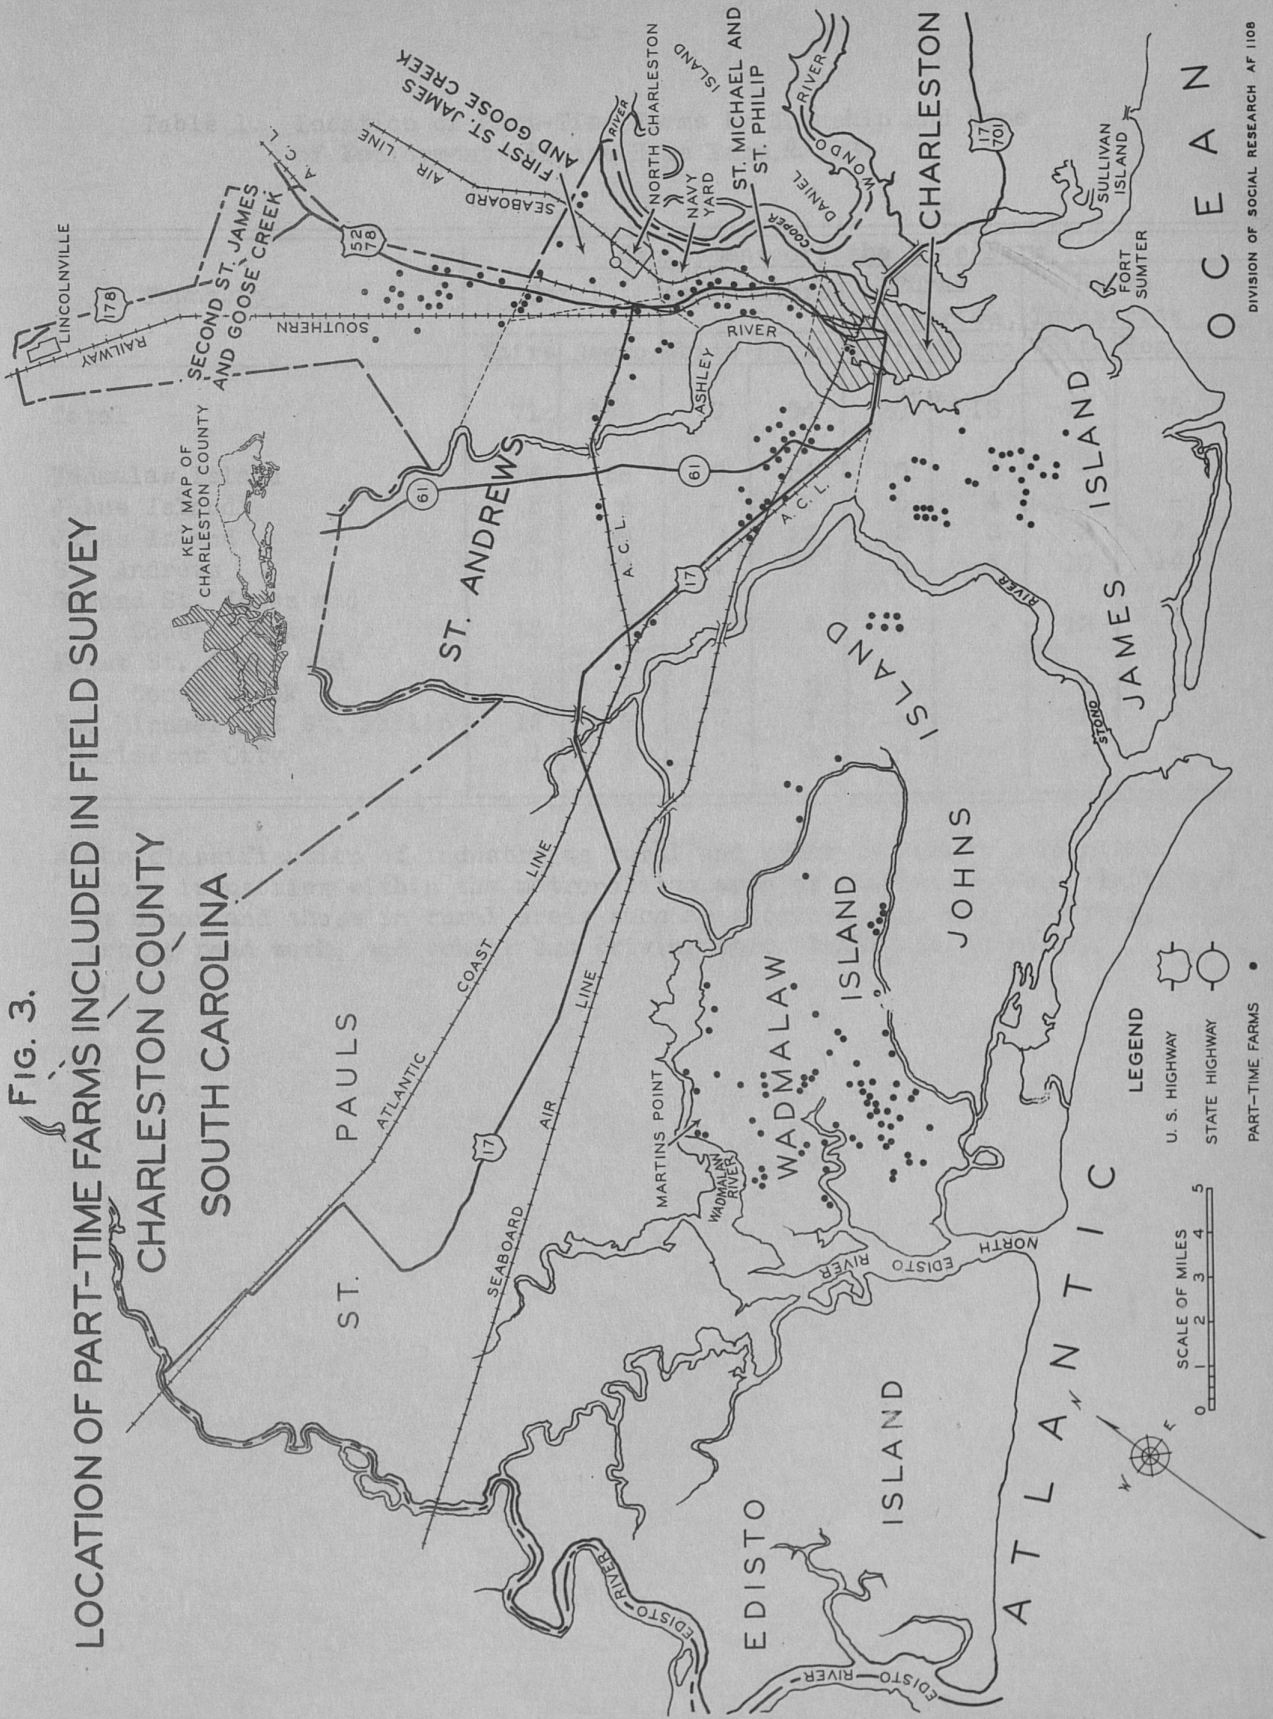 FIG. 3.
LOCATION OF PART-TIME FARMS INCLUDED IN FIELD SURVEY
CHARLESTON COUNTY
SOUTH CAROLINA
KEY MAP OF
CHARLESTON COUNTY
LINCOLNVILLE
178
RAILWAY
SOUTHERN
SECOND ST. JAMES
AND GOOSE CREEK
A. C. L.
52
78
SEABOARD
AIR
LINE
FIRST ST. JAMES
AND GOOSE CREEK
RIVER
NORTH CHARLESTON
NAVY
YARD
ISLAND
DANIEL
COOPER
ST. MICHAEL AND
ST. PHILIP
WONDO
RIVER
CHARLESTON
17
701
SULLIVAN
ISLAND
FORT
SUMTER
ASHLEY
RIVER
61
61
ST. ANDREWS
A. C. L.
A. C. L.
17
JAMES ISLAND
STONO
RIVER
JOHNS
ISLAND
WADMALAW
ISLAND
MARTINS POINT
WADMALAW
RIVER
ST. PAULS
ATLANTIC
COAST
LINE
17
SEABOARD
AIR
LINE
NORTH
EDISTO
RIVER
EDISTO
ISLAND
EDISTO
RIVER
EDISTO
RIVER
ATLANTIC
OCEAN
N
W
E
SCALE OF MILES
0 1 2 3 4 5
LEGEND
U. S. HIGHWAY
STATE HIGHWAY
PART-TIME FARMS
DIVISION OF SOCIAL RESEARCH AF 1108